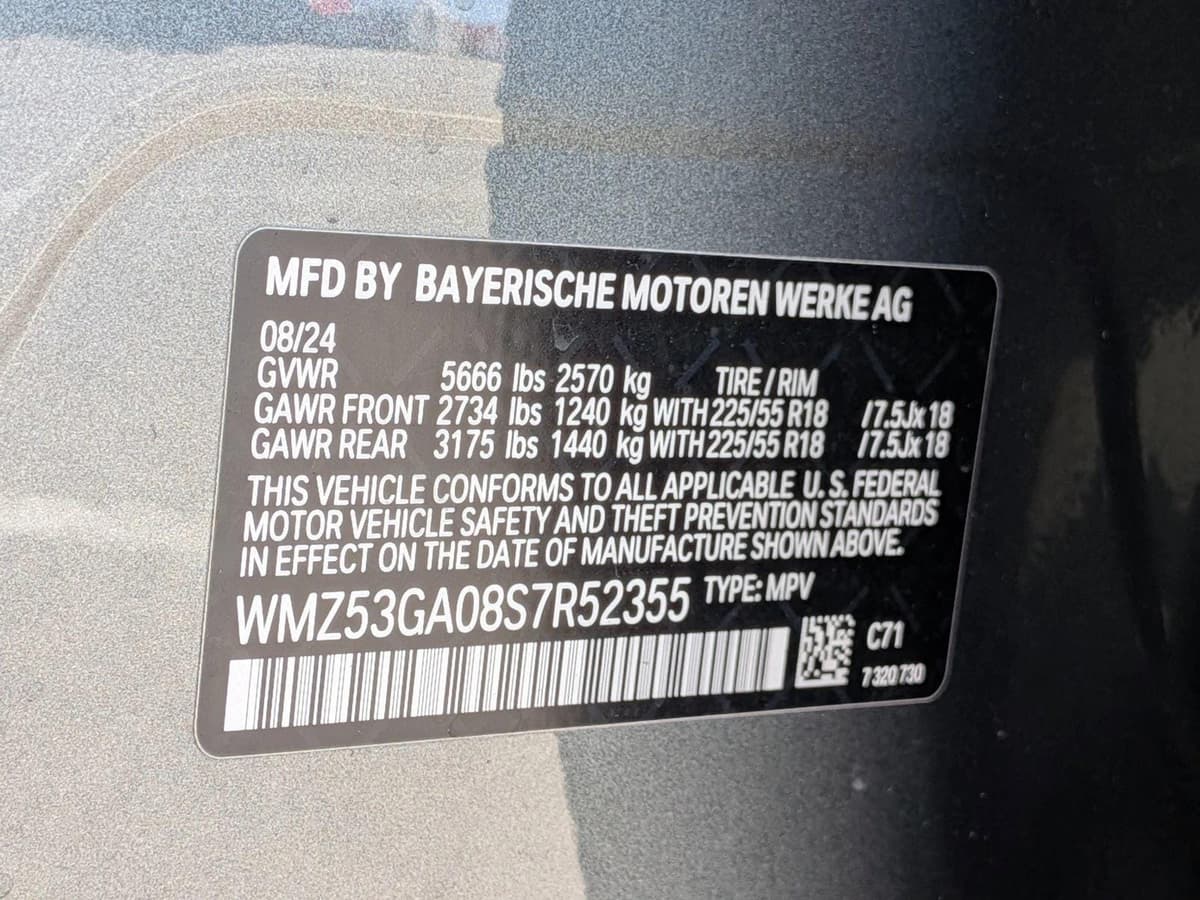 MFD BY BAYERISCHE MOTOREN WERKE AG
08/24
GVWR 5666 lbs 2570 kg TIRE / RIM
GAWR FRONT 2734 lbs 1240 kg WITH 225/55 R18 /7.5Jx18
GAWR REAR 3175 lbs 1440 kg WITH 225/55 R18 /7.5Jx18
THIS VEHICLE CONFORMS TO ALL APPLICABLE U.S. FEDERAL
MOTOR VEHICLE SAFETY AND THEFT PREVENTION STANDARDS
IN EFFECT ON THE DATE OF MANUFACTURE SHOWN ABOVE.
WMZ53GA08S7R52355 TYPE: MPV
C71
7 320 730